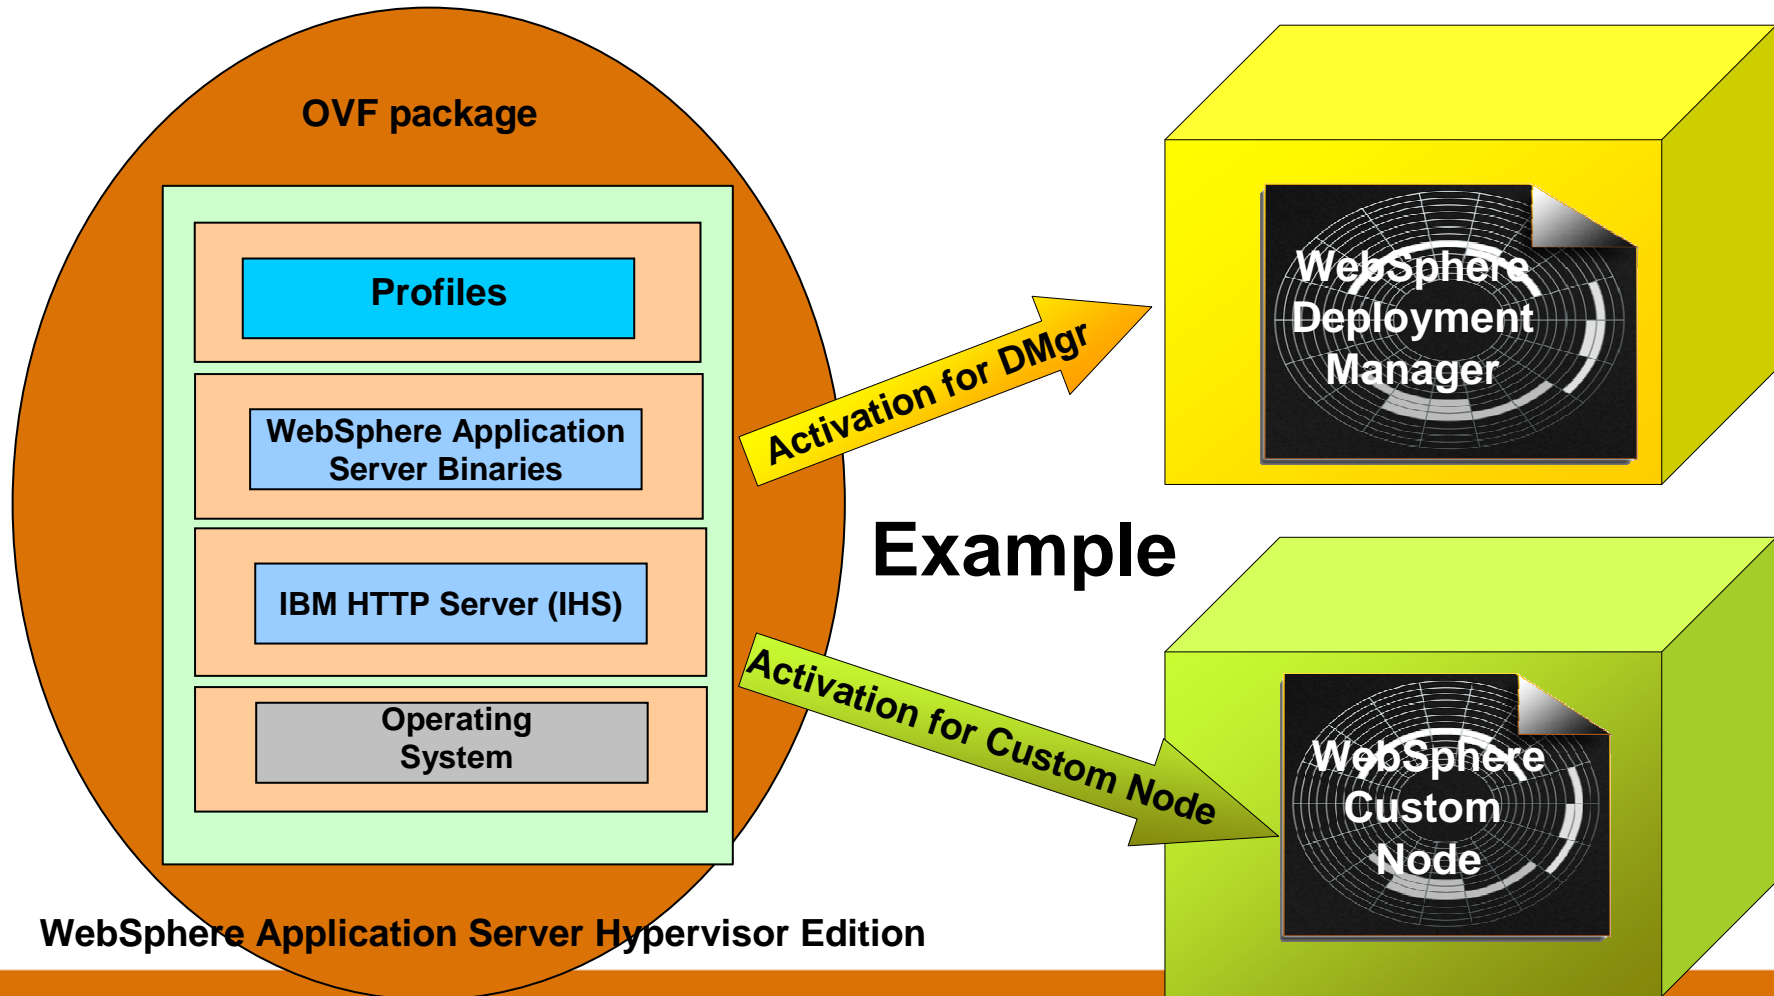 OVF package
Profiles
WebSphere Application
Server Binaries
IBM HTTP Server (IHS)
Operating
System
WebSphere Application Server Hypervisor Edition
Activation for DMgr
Example
Activation for Custom Node
WebSphere
Deployment
Manager
WebSphere
Custom
Node